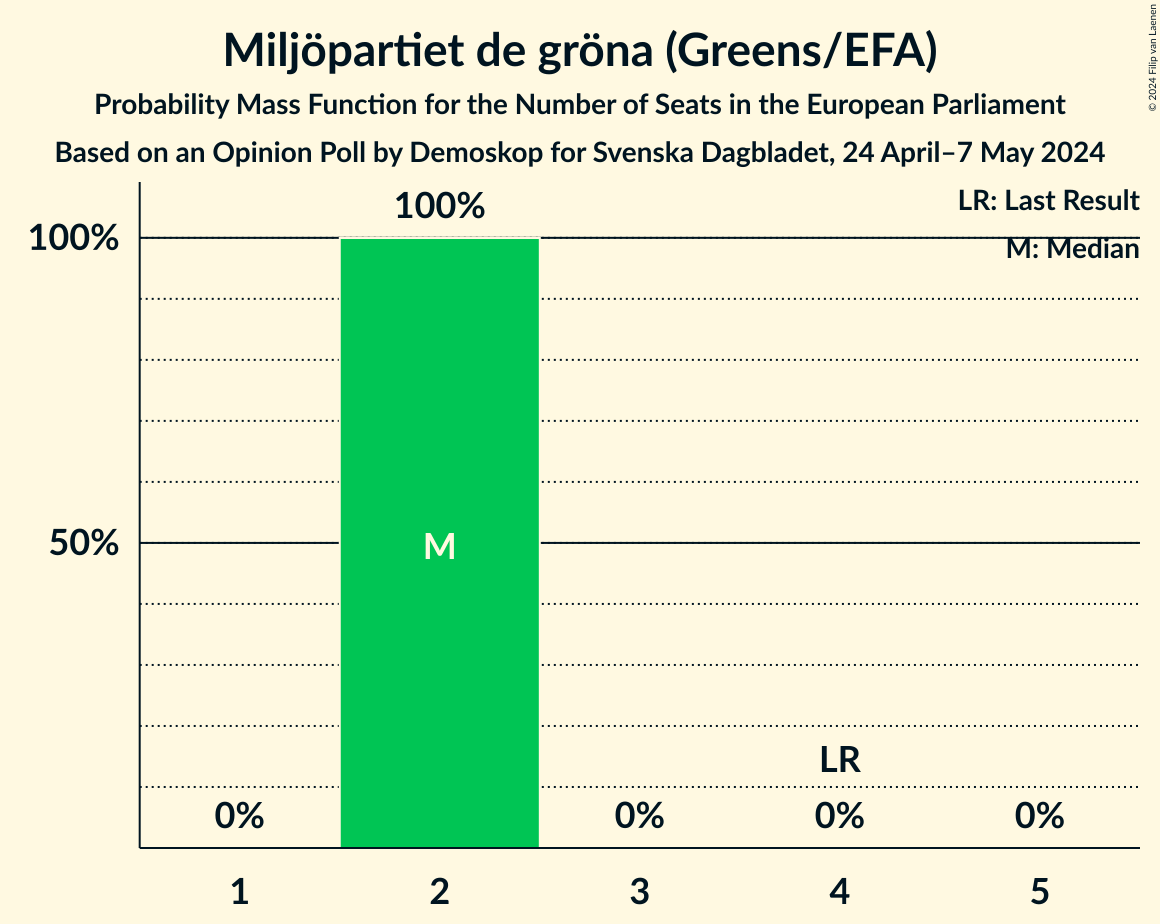 Miljöpartiet de gröna (Greens/EFA)
Probability Mass Function for the Number of Seats in the European Parliament
Based on an Opinion Poll by Demoskop for Svenska Dagbladet, 24 April–7 May 2024
© 2024 Filip van Laenen
LR: Last Result
M: Median
100%
100%
50%
M
LR
0%
0%
0%
0%
1
2
3
4
5